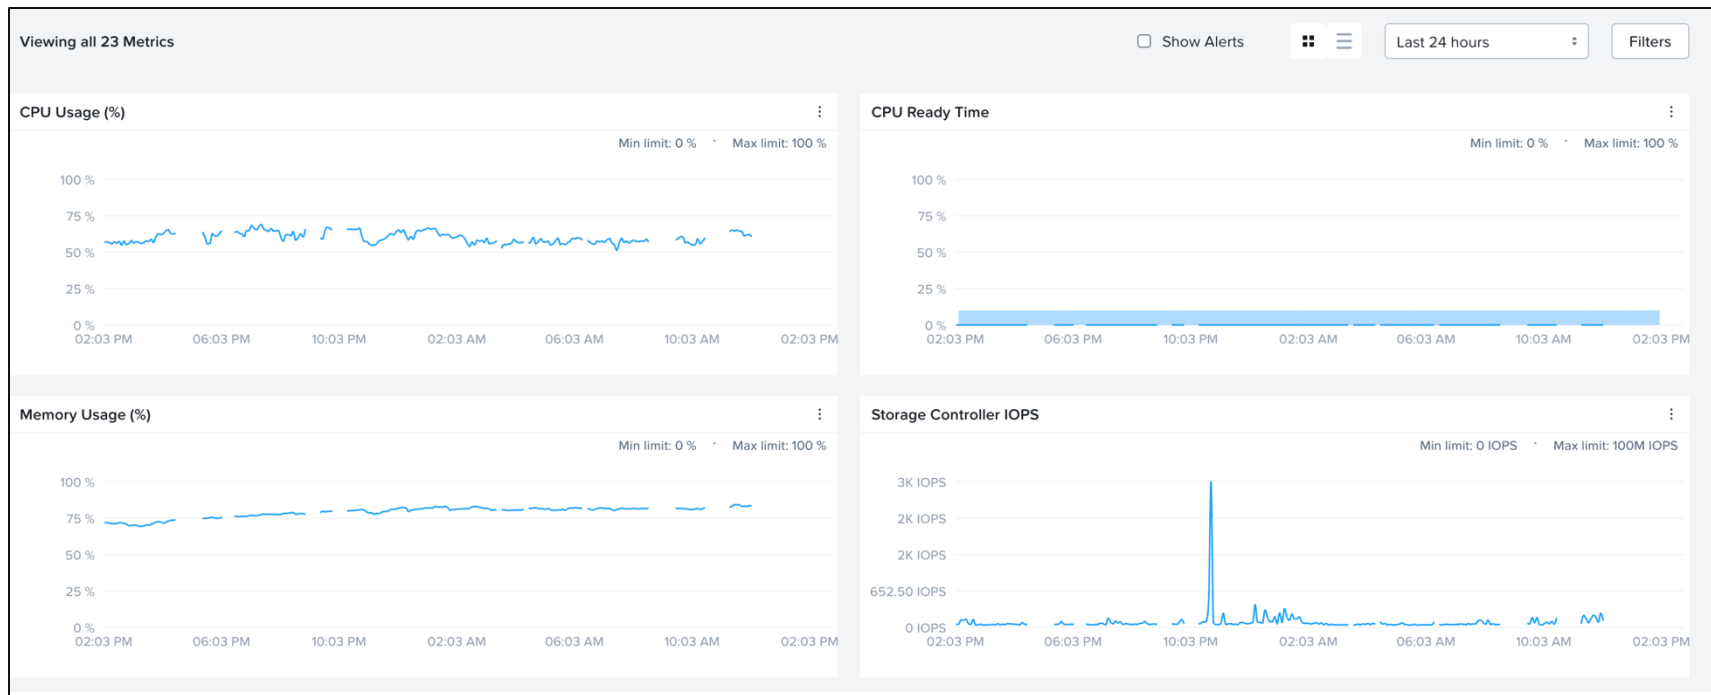 Viewing all 23 Metrics
Show Alerts
Last 24 hours
Filters
CPU Usage (%)
Min limit: 0 % · Max limit: 100 %
100 %
75 %
50 %
25 %
0 %
02:03 PM 06:03 PM 10:03 PM 02:03 AM 06:03 AM 10:03 AM 02:03 PM
CPU Ready Time
Min limit: 0 % · Max limit: 100 %
100 %
75 %
50 %
25 %
0 %
02:03 PM 06:03 PM 10:03 PM 02:03 AM 06:03 AM 10:03 AM 02:03 PM
Memory Usage (%)
Min limit: 0 % · Max limit: 100 %
100 %
75 %
50 %
25 %
0 %
02:03 PM 06:03 PM 10:03 PM 02:03 AM 06:03 AM 10:03 AM 02:03 PM
Storage Controller IOPS
Min limit: 0 IOPS · Max limit: 100M IOPS
3K IOPS
2K IOPS
2K IOPS
652.50 IOPS
0 IOPS
02:03 PM 06:03 PM 10:03 PM 02:03 AM 06:03 AM 10:03 AM 02:03 PM